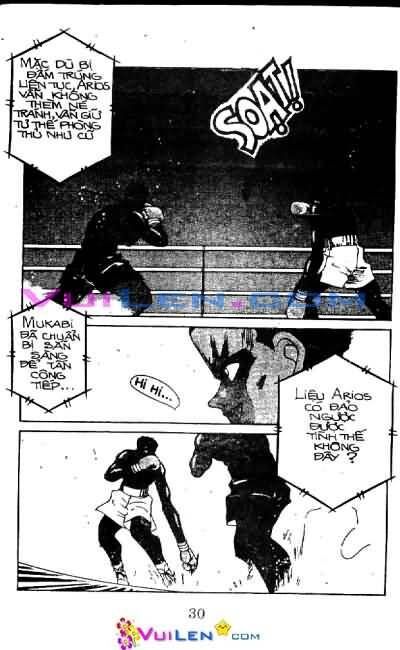 MẶC DÙ BỊ
ĐẤM TRÚNG
LIÊN TỤC, ARIOS
VẪN KHÔNG
THÈM NÉ
TRÁNH, VẪN GIỮ
TƯ THẾ PHÒNG
THỦ NHƯ CŨ
SOẠT!!
VuiLen.com
MUKABI
ĐÃ CHUẨN
BỊ SẴN
SÀNG
ĐỂ TẤN
CÔNG
TIẾP...
HI HI...
LIỆU ARIOS
CÓ ĐẢO
NGƯỢC
ĐƯỢC
TÌNH THẾ
KHÔNG
ĐÂY?
30
VuiLen.com